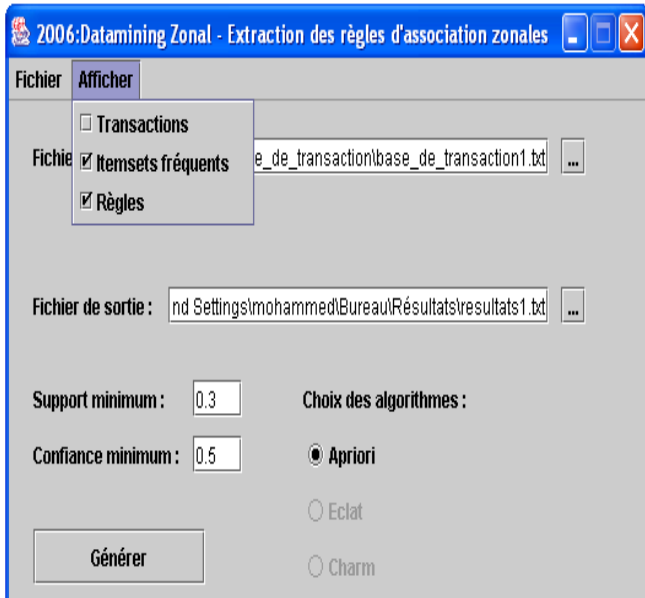 2006:Datamining Zonal - Extraction des règles d'association zonales
Fichier Afficher
Transactions
Itemsets fréquents
Règles
Fichie e_de_transaction\base_de_transaction1.txt ...
Fichier de sortie : nd Settings\mohammed\Bureau\Résultats\resultats1.txt ...
Support minimum : 0.3 Choix des algorithmes :
Confiance minimum : 0.5 Apriori
Eclat
Générer
Charm